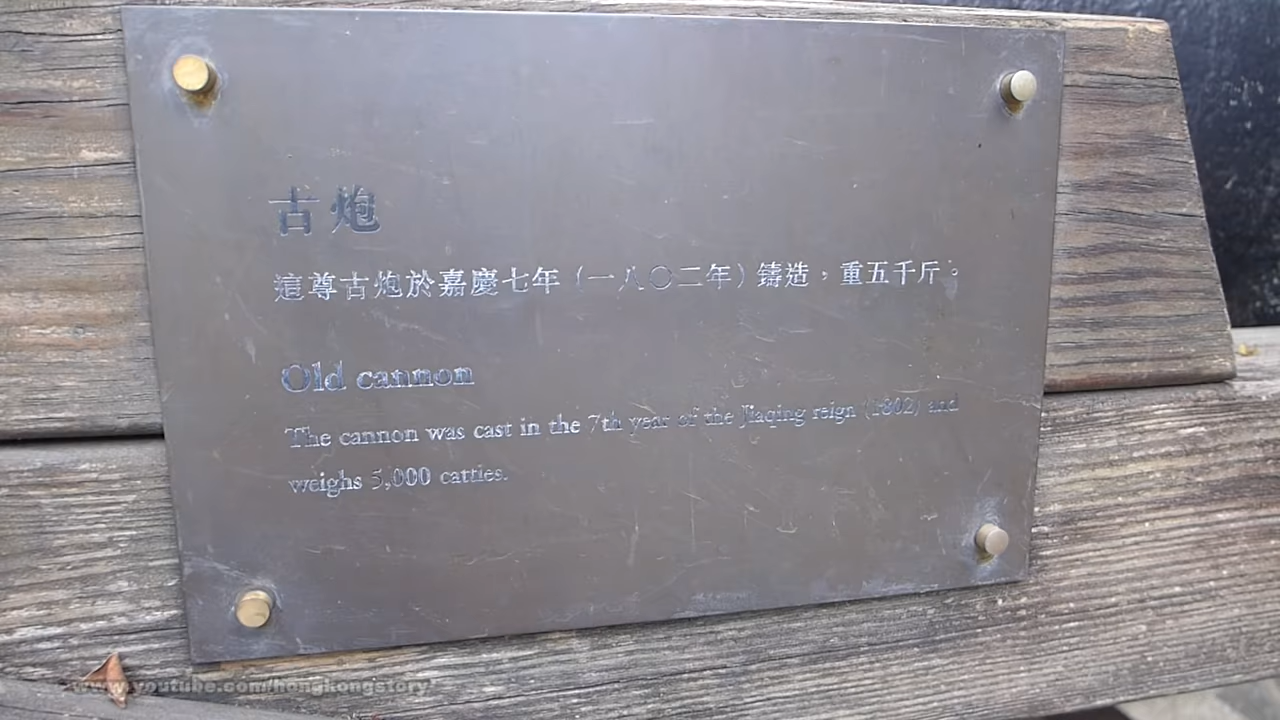 古炮
這尊古炮於嘉慶七年（一八〇二年）鑄造，重五千斤。
Old cannon
The cannon was cast in the 7th year of the Jiaqing reign (1802) and
weighs 5,000 catties.
www.youtube.com/hongkongstory